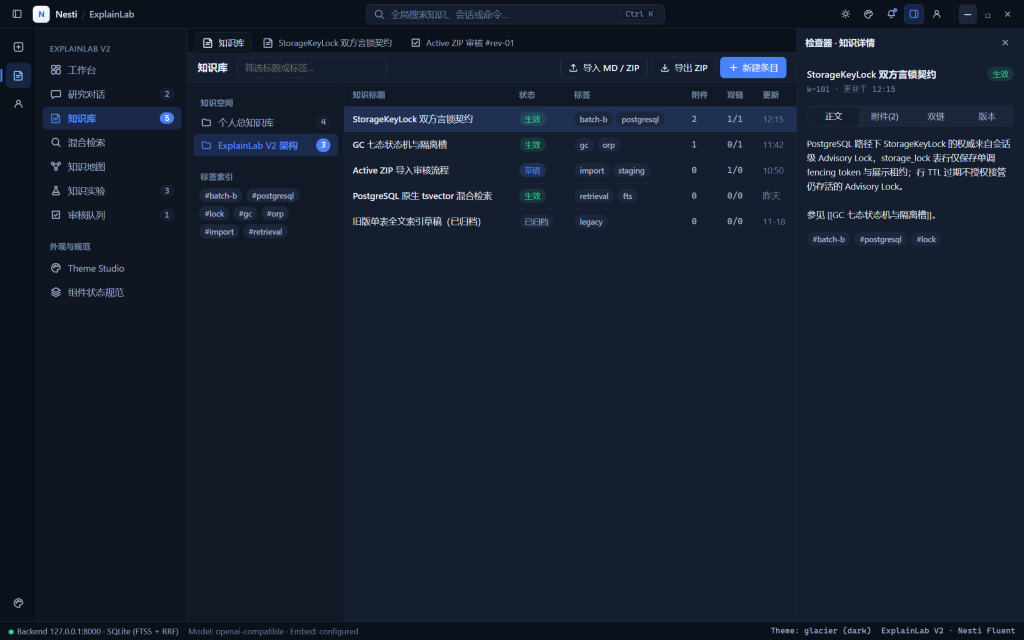 N Nesti / ExplainLab
全局搜索知识、会话或命令... Ctrl K
EXPLAINLAB V2
工作台
研究对话 2
知识库 5
混合检索
知识地图
知识实验 3
审核队列 1
外观与规范
Theme Studio
组件状态规范
知识库 StorageKeyLock 双方言锁契约 Active ZIP 审核 #rev-01
知识库 筛选标题或标签... 导入 MD / ZIP 导出 ZIP + 新建条目
知识空间
个人总知识库 4
ExplainLab V2 架构 3
标签索引
#batch-b #postgresql
#lock #gc #orp
#import #retrieval
知识标题 状态 标签 附件 双链 更新
StorageKeyLock 双方言锁契约 生效 batch-b postgresql 2 1/1 12:15
GC 七态状态机与隔离槽 生效 gc orp 1 0/1 11:42
Active ZIP 导入审核流程 草稿 import staging 0 1/0 10:50
PostgreSQL 原生 tsvector 混合检索 生效 retrieval fts 0 0/0 昨天
旧版单表全文索引草稿（已归档） 已归档 legacy 0 0/0 11-18
检查器 · 知识详情
StorageKeyLock 双方言锁契约 生效
k-101 · 更新于 12:15
正文 附件(2) 双链 版本
PostgreSQL 路径下 StorageKeyLock 的权威来自会话
级 Advisory Lock，storage_lock 表行仅保存单调
fencing token 与展示租约；行 TTL 过期不授权接管
仍存活的 Advisory Lock。
参见 [[GC 七态状态机与隔离槽]]。
#batch-b #postgresql #lock
Backend 127.0.0.1:8000 · SQLite (FTS5 + RRF) Model: openai-compatible · Embed: configured
Theme: glacier (dark) ExplainLab V2 · Nesti Fluent